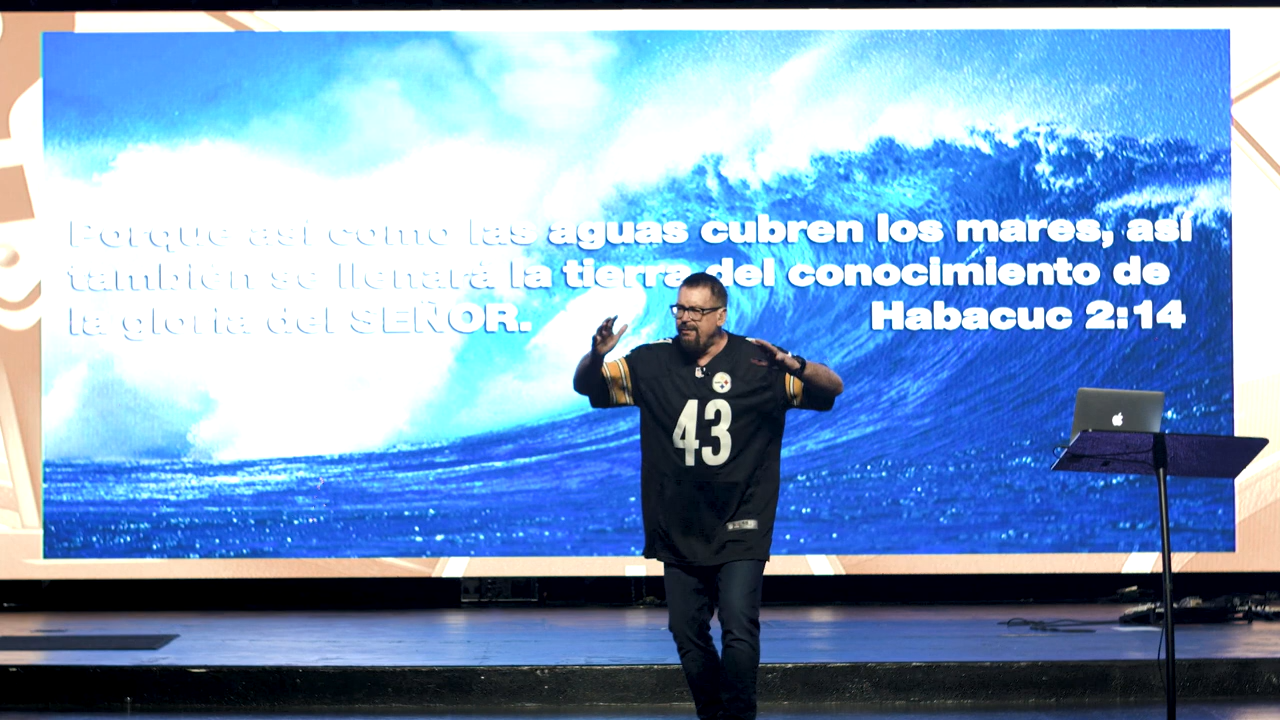 Porque así como las aguas cubren los mares, así
también se llenará la tierra del conocimiento de
la gloria del SEÑOR. Habacuc 2:14
43